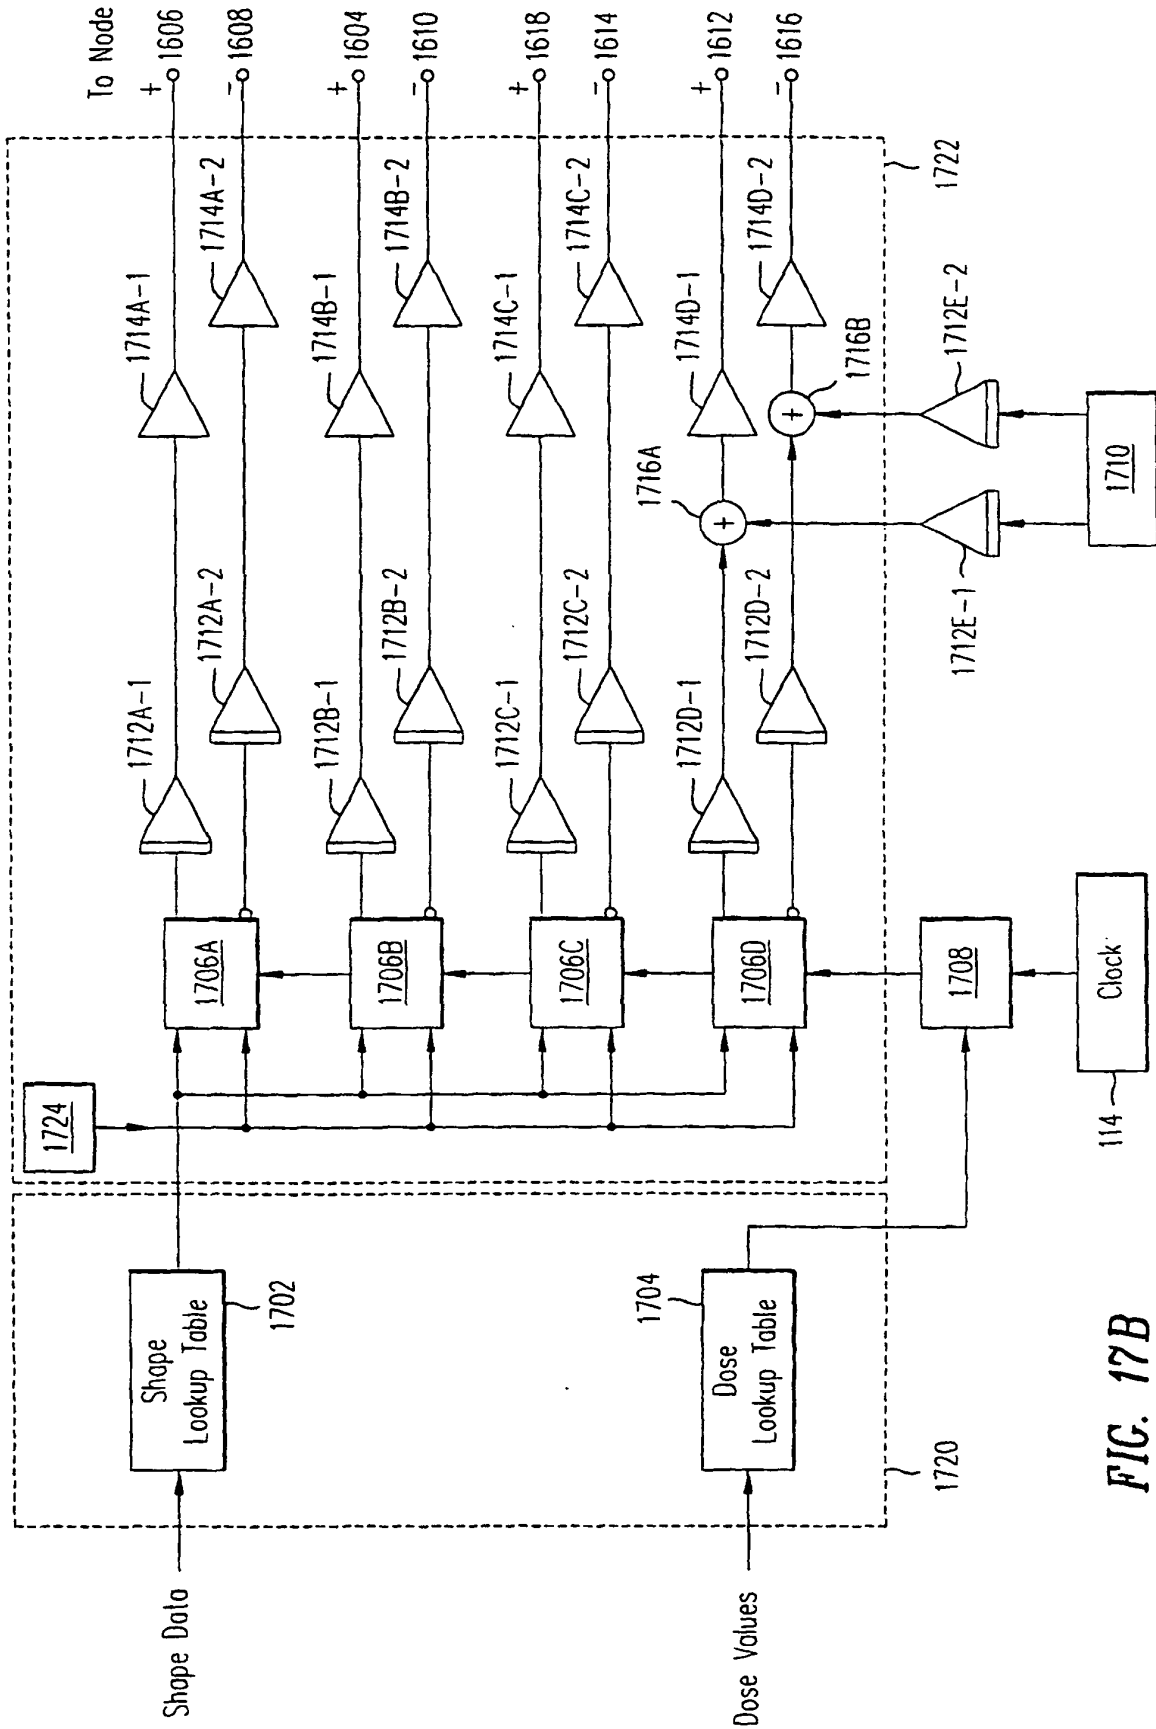 To Node
+ 1606
− 1608
+ 1604
− 1610
+ 1618
− 1614
+ 1612
− 1616
1714A-1
1714A-2
1714B-1
1714B-2
1714C-1
1714C-2
1714D-1
1714D-2
1722
1716A
+
1716B
+
1712E-2
1712E-1
1710
1712A-1
1712A-2
1712B-1
1712B-2
1712C-1
1712C-2
1712D-1
1712D-2
1706A
1706B
1706C
1706D
1708
Clock
114
1724
Shape
Lookup Table
1702
Dose
Lookup Table
1704
1720
Shape Data
Dose Values
FIG. 17B